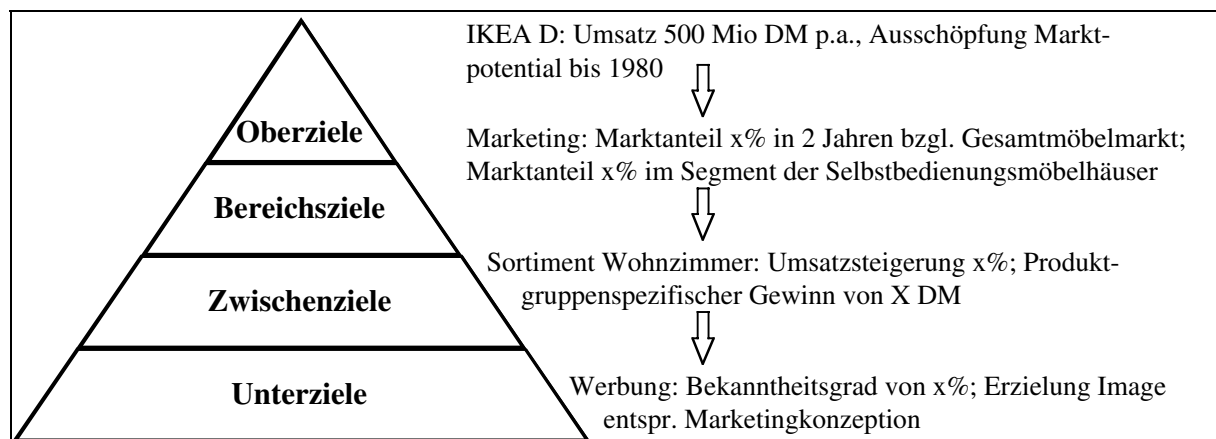 IKEA D: Umsatz 500 Mio DM p.a., Ausschöpfung Markt-
potential bis 1980
Oberziele
Marketing: Marktanteil x% in 2 Jahren bzgl. Gesamtmöbelmarkt;
Marktanteil x% im Segment der Selbstbedienungsmöbelhäuser
Bereichsziele
Sortiment Wohnzimmer: Umsatzsteigerung x%; Produkt-
gruppenspezifischer Gewinn von X DM
Zwischenziele
Werbung: Bekanntheitsgrad von x%; Erzielung Image
entspr. Marketingkonzeption
Unterziele